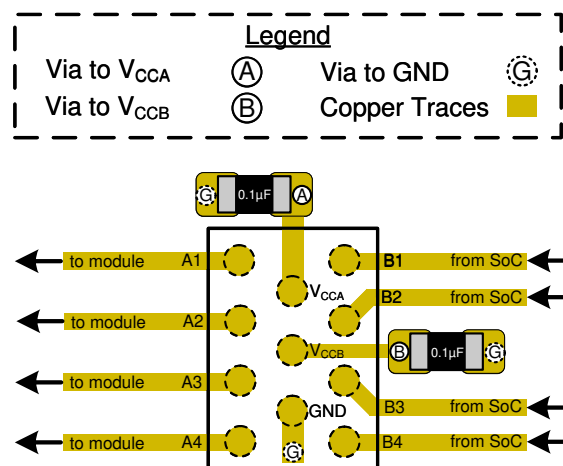 Legend
Via to VCCA A Via to GND G
Via to VCCB B Copper Traces
G 0.1µF A
to module A1 B1 from SoC
VCCA B2 from SoC
to module A2
VCCB B 0.1µF G
to module A3
GND B3 from SoC
to module A4 B4 from SoC
G